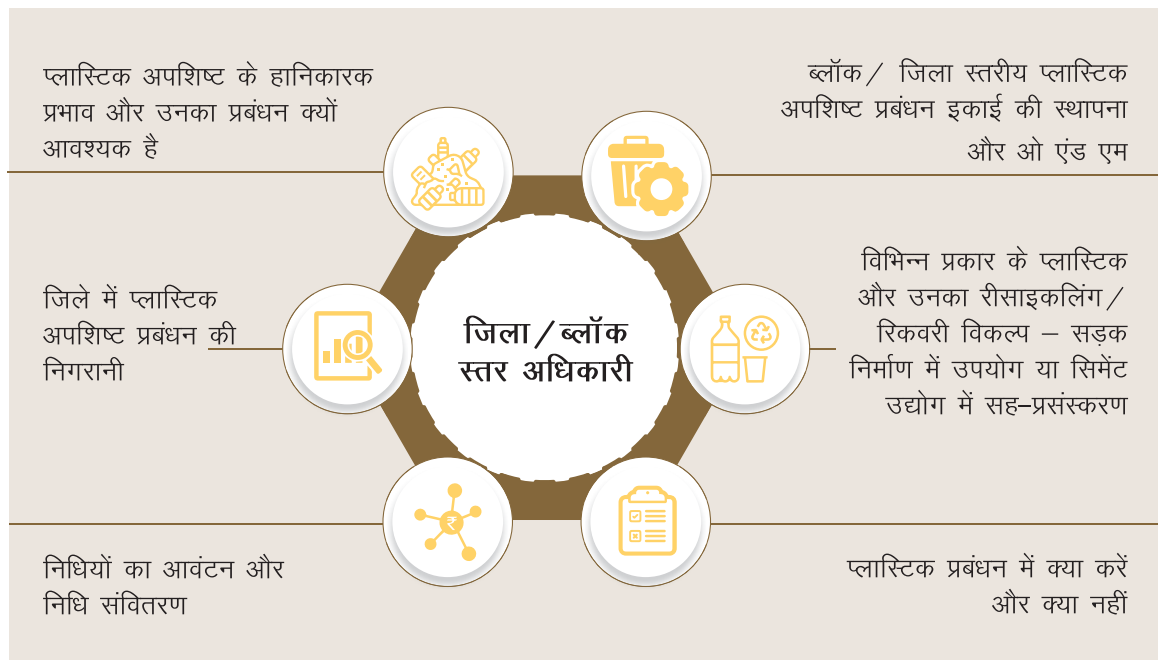 प्लास्टिक अपशिष्ट के हानिकारक
प्रभाव और उनका प्रबंधन क्यों
आवश्यक है
ब्लॉक/ जिला स्तरीय प्लास्टिक
अपशिष्ट प्रबंधन इकाई की स्थापना
और ओ एंड एम
जिले में प्लास्टिक
अपशिष्ट प्रबंधन की
निगरानी
जिला/ब्लॉक
स्तर अधिकारी
विभिन्न प्रकार के प्लास्टिक
और उनका रीसाइकलिंग/
रिकवरी विकल्प – सड़क
निर्माण में उपयोग या सिमेंट
उद्योग में सह-प्रसंस्करण
₹
निधियों का आवंटन और
निधि संवितरण
प्लास्टिक प्रबंधन में क्या करें
और क्या नहीं